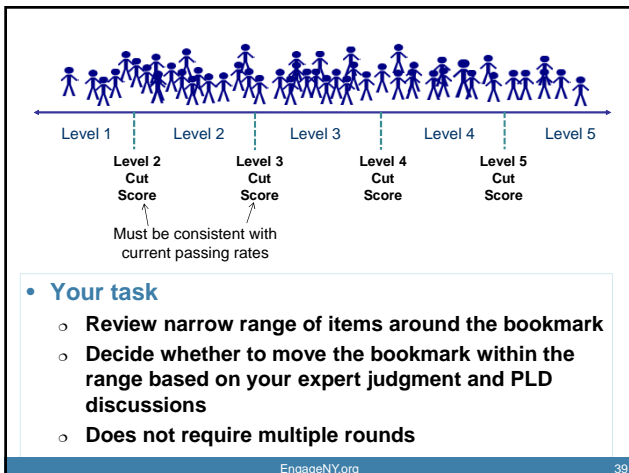 Level 1 Level 2 Level 3 Level 4 Level 5
Level 2 Level 3 Level 4 Level 5
Cut Cut Cut Cut
Score Score Score Score
Must be consistent with
current passing rates
• Your task
○ Review narrow range of items around the bookmark
○ Decide whether to move the bookmark within the
range based on your expert judgment and PLD
discussions
○ Does not require multiple rounds
EngageNY.org 39